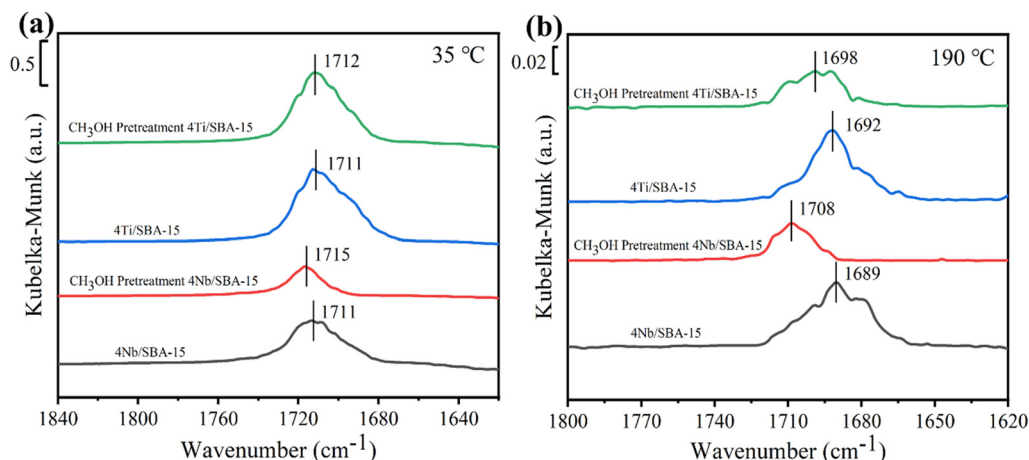 (a)
0.5
35 ℃
1712
CH3OH Pretreatment 4Ti/SBA-15
1711
4Ti/SBA-15
1715
CH3OH Pretreatment 4Nb/SBA-15
1711
4Nb/SBA-15
Kubelka-Munk (a.u.)
1840 1800 1760 1720 1680 1640
Wavenumber (cm-1)
(b)
0.02
190 ℃
1698
CH3OH Pretreatment 4Ti/SBA-15
1692
4Ti/SBA-15
1708
CH3OH Pretreatment 4Nb/SBA-15
1689
4Nb/SBA-15
Kubelka-Munk (a.u.)
1800 1770 1740 1710 1680 1650 1620
Wavenumber (cm-1)